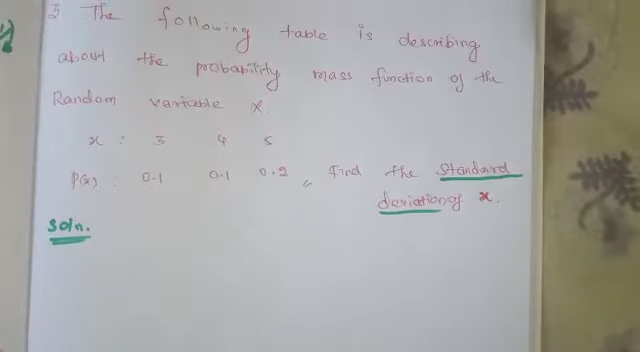 3 The following table is describing
about the probability mass function of the
Random variable x
x : 3 4 5
P(x) : 0.1 0.1 0.2, Find the Standard
deviation of x.
Soln.